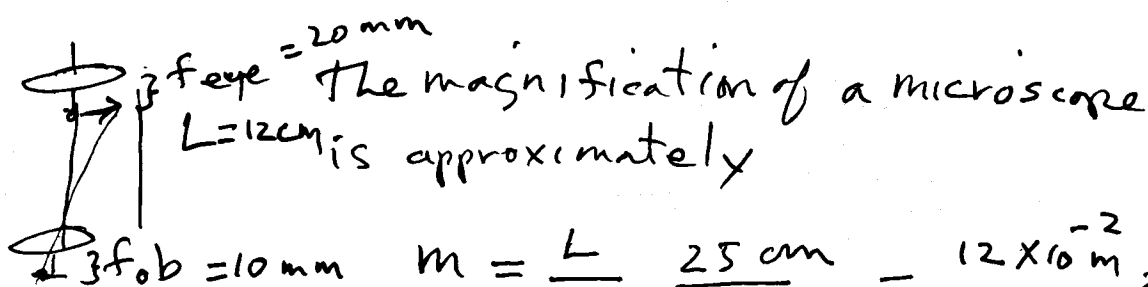 feye = 20 mm The magnification of a microscope
L=12cm is approximately
fob = 10 mm m = L 25 cm = 12 x 10^-2 m